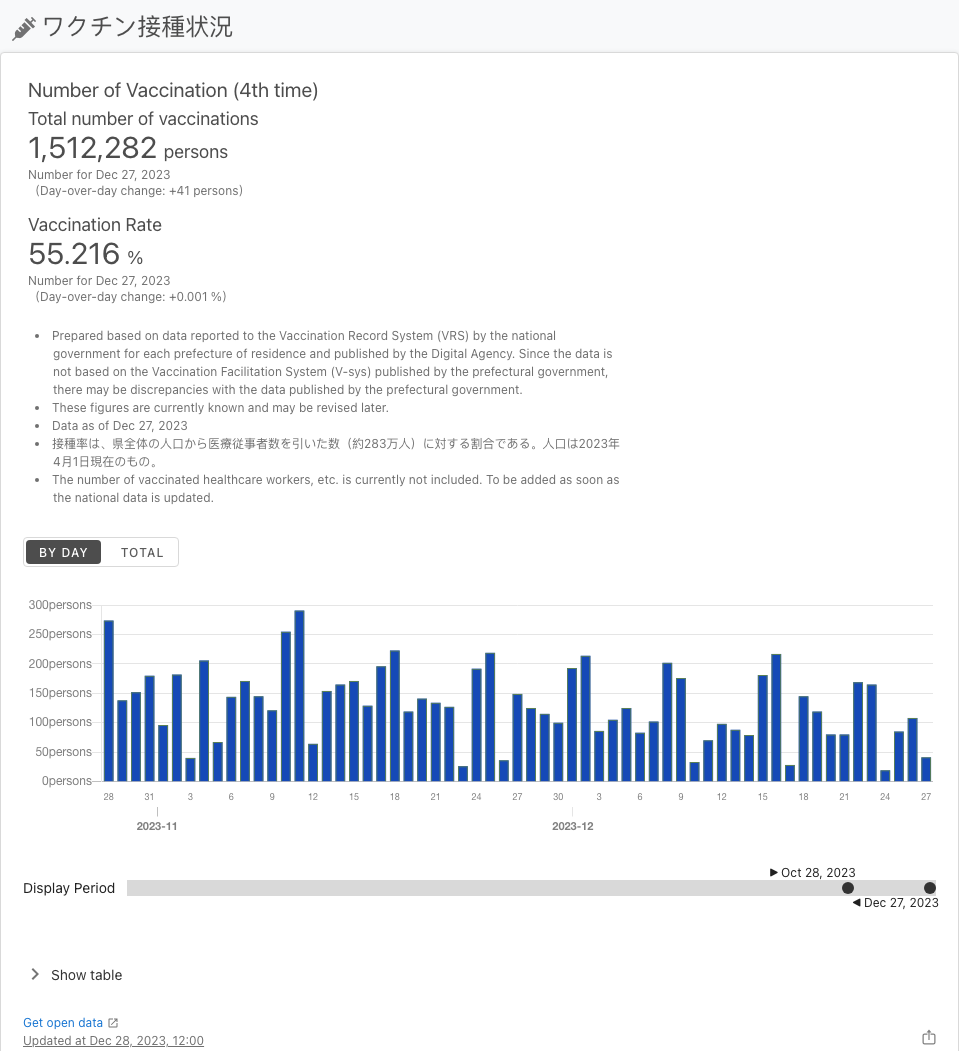 ワクチン接種状況
Number of Vaccination (4th time)
Total number of vaccinations
1,512,282 persons
Number for Dec 27, 2023
(Day-over-day change: +41 persons)
Vaccination Rate
55.216 %
Number for Dec 27, 2023
(Day-over-day change: +0.001 %)
• Prepared based on data reported to the Vaccination Record System (VRS) by the national
government for each prefecture of residence and published by the Digital Agency. Since the data is
not based on the Vaccination Facilitation System (V-sys) published by the prefectural government,
there may be discrepancies with the data published by the prefectural government.
• These figures are currently known and may be revised later.
• Data as of Dec 27, 2023
• 接種率は、県全体の人口から医療従事者数を引いた数（約283万人）に対する割合である。人口は2023年
4月1日現在のもの。
• The number of vaccinated healthcare workers, etc. is currently not included. To be added as soon as
the national data is updated.
BY DAY TOTAL
300persons
250persons
200persons
150persons
100persons
50persons
0persons
28 31 3 6 9 12 15 18 21 24 27 30 3 6 9 12 15 18 21 24 27
2023-11 2023-12
Oct 28, 2023
Display Period
Dec 27, 2023
Show table
Get open data
Updated at Dec 28, 2023, 12:00